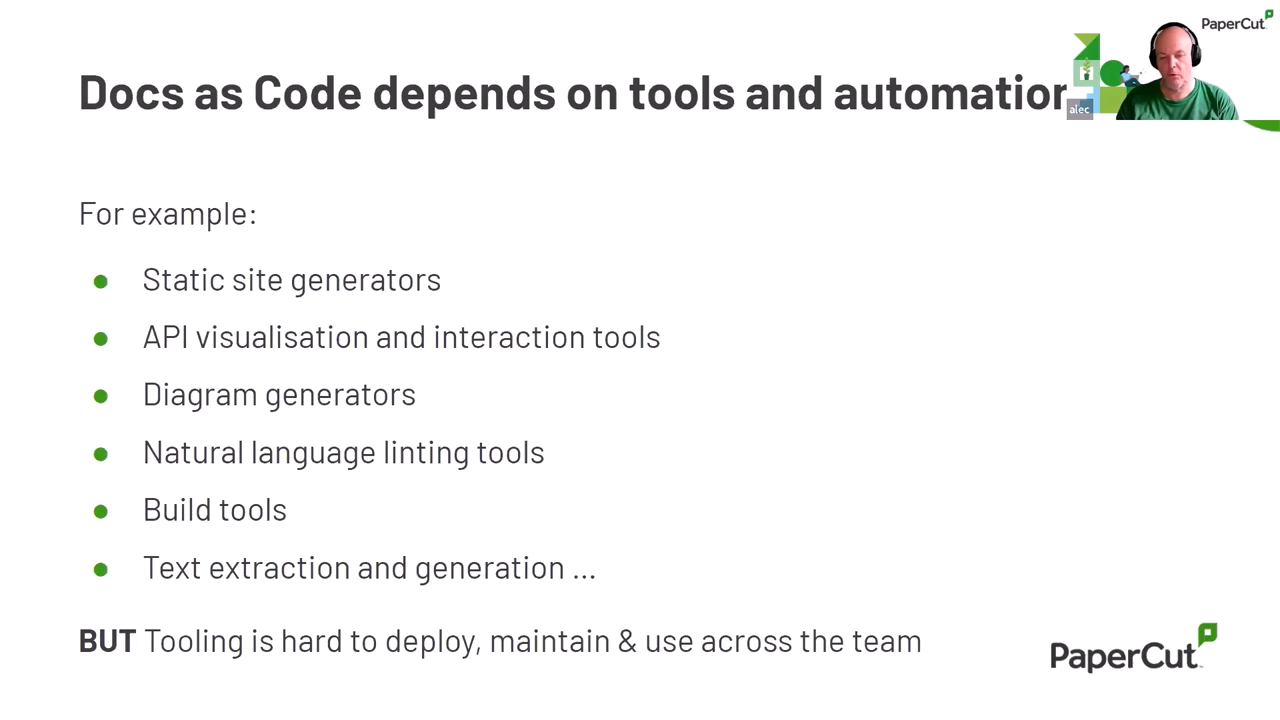 PaperCut
Docs as Code depends on tools and automation
alec
For example:
Static site generators
API visualisation and interaction tools
Diagram generators
Natural language linting tools
Build tools
Text extraction and generation ...
BUT Tooling is hard to deploy, maintain & use across the team
PaperCut